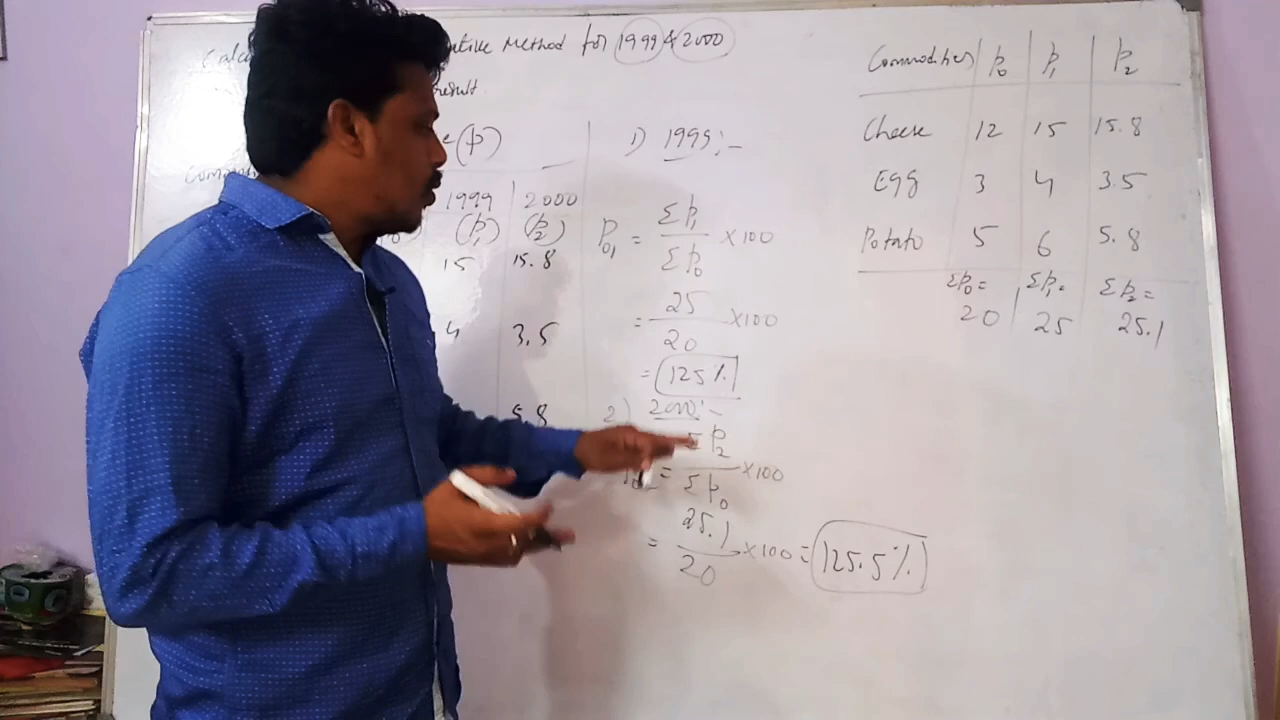 Method for 1999 & 2000
result.
(p)
1999 | 2000
(p₁) (p₂)
15 15.8
4 3.5
5.8
1) 1999:-
P₀₁ = Σp₁/Σp₀ ×100
= 25/20 ×100
= 125%
2) 2000:-
= Σp₂/Σp₀ ×100
= 25.1/20 ×100 = 125.5%
Commodities p₀ p₁ p₂
Cheese 12 15 15.8
Egg 3 4 3.5
Potato 5 6 5.8
Σp₀= Σp₁= Σp₂=
20 25 25.1